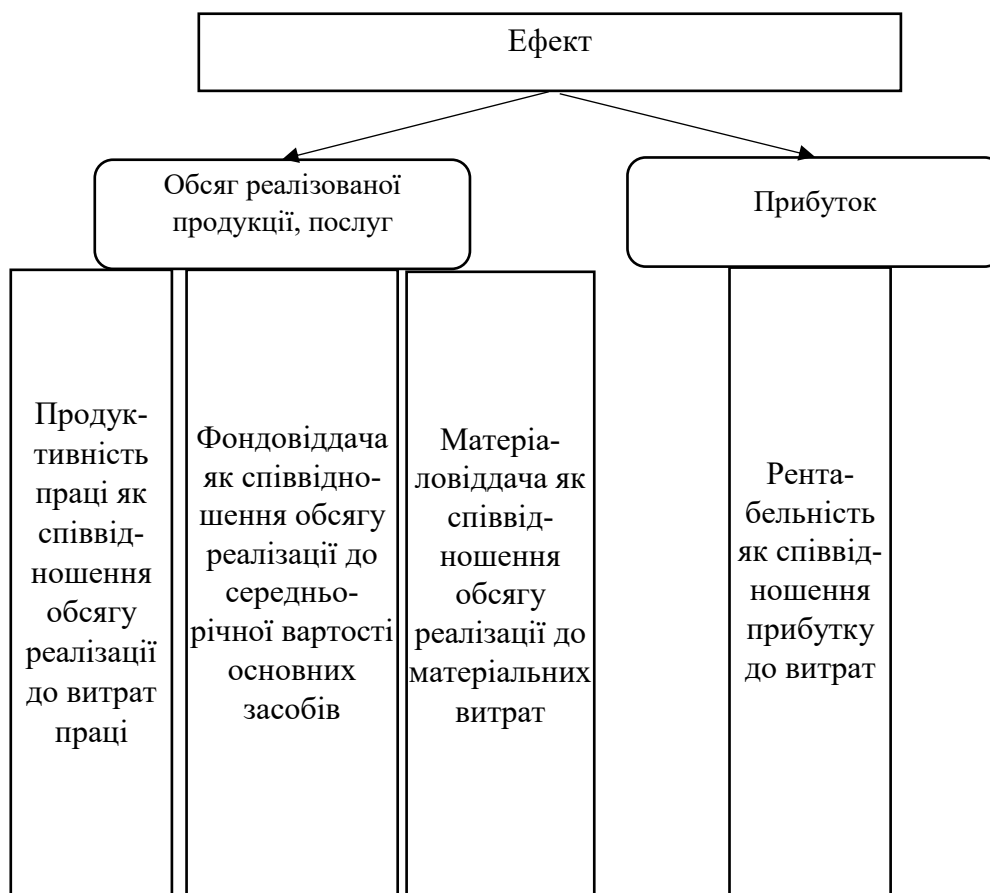 Ефект
Обсяг реалізованої
продукції, послуг
Прибуток
Продук-
тивність
праці як
співвід-
ношення
обсягу
реалізації
до витрат
праці
Фондовіддача
як співвідно-
шення обсягу
реалізації до
середньо-
річної вартості
основних
засобів
Матеріа-
ловіддача як
співвід-
ношення
обсягу
реалізації до
матеріальних
витрат
Рента-
бельність
як співвід-
ношення
прибутку
до витрат